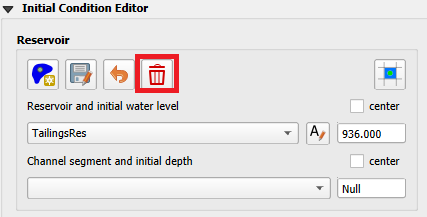 Initial Condition Editor
Reservoir
Reservoir and initial water level
center
TailingsRes
A
936.000
Channel segment and initial depth
center
Null